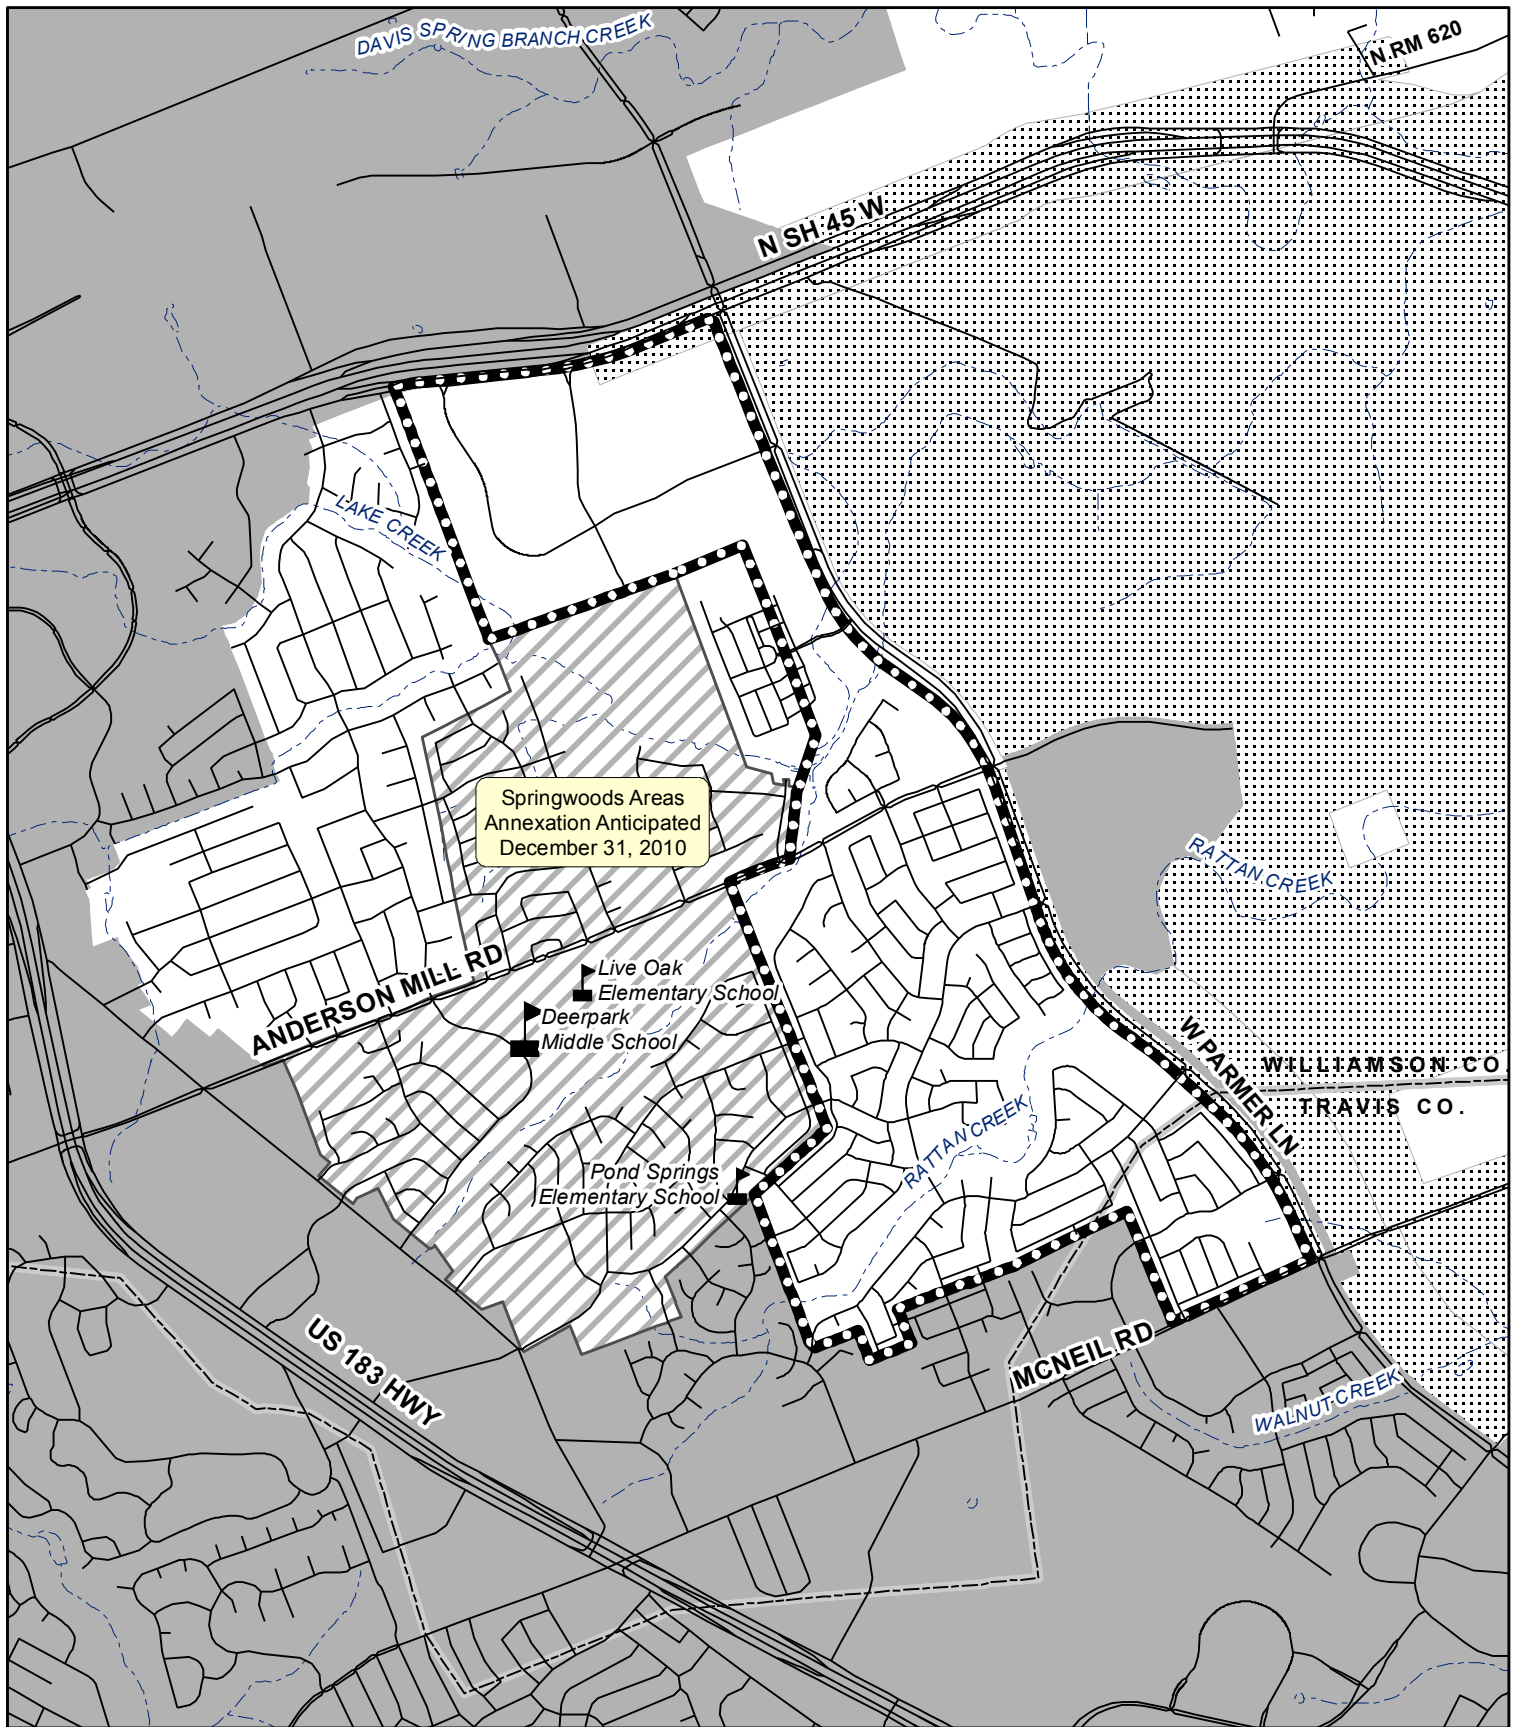 DAVIS SPRING BRANCH CREEK
N RM 620
N SH 45 W
LAKE CREEK
Springwoods Areas
Annexation Anticipated
December 31, 2010
RATTAN CREEK
ANDERSON MILL RD
Live Oak
Elementary School
Deerpark
Middle School
W PARMER LN
WILLIAMSON CO.
TRAVIS CO.
RATTAN CREEK
Pond Springs
Elementary School
US 183 HWY
MCNEIL RD
WALNUT CREEK